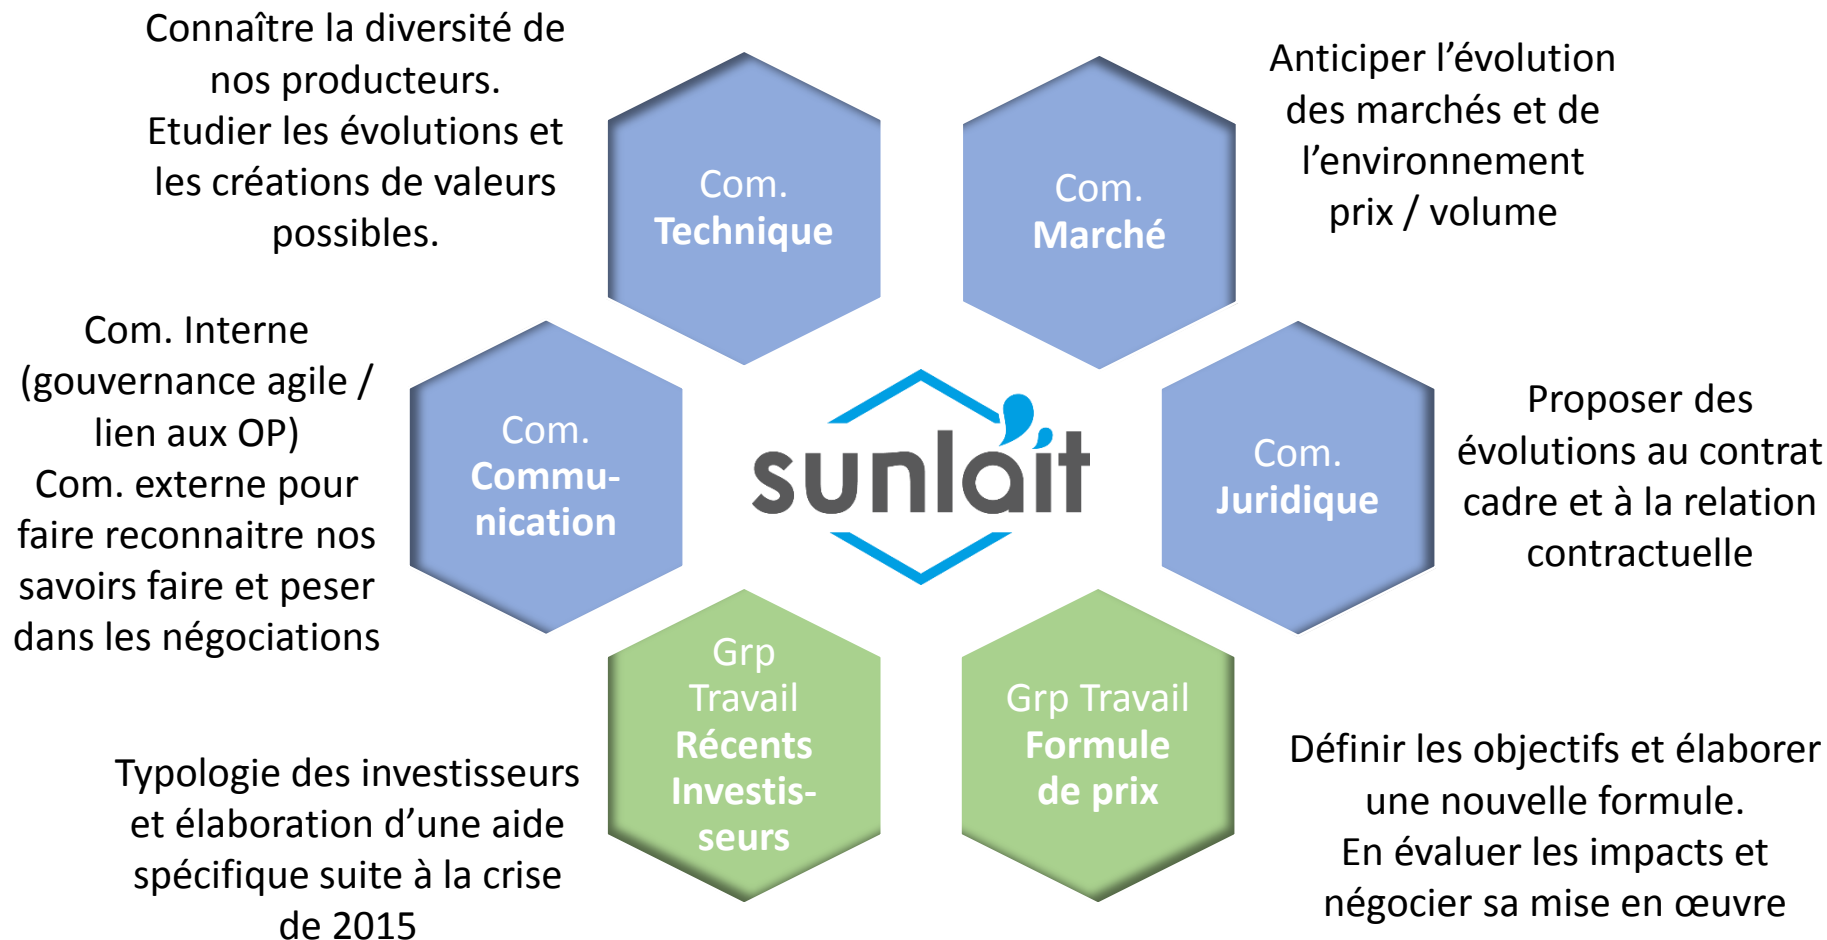 Connaître la diversité de
nos producteurs.
Etudier les évolutions et
les créations de valeurs
possibles.
Com.
Technique
Com.
Marché
Anticiper l’évolution
des marchés et de
l’environnement
prix / volume
Com. Interne
(gouvernance agile /
lien aux OP)
Com. externe pour
faire reconnaitre nos
savoirs faire et peser
dans les négociations
Com.
Commu-
nication
sunlait
Com.
Juridique
Proposer des
évolutions au contrat
cadre et à la relation
contractuelle
Typologie des investisseurs
et élaboration d’une aide
spécifique suite à la crise
de 2015
Grp
Travail
Récents
Investis-
seurs
Grp Travail
Formule
de prix
Définir les objectifs et élaborer
une nouvelle formule.
En évaluer les impacts et
négocier sa mise en œuvre